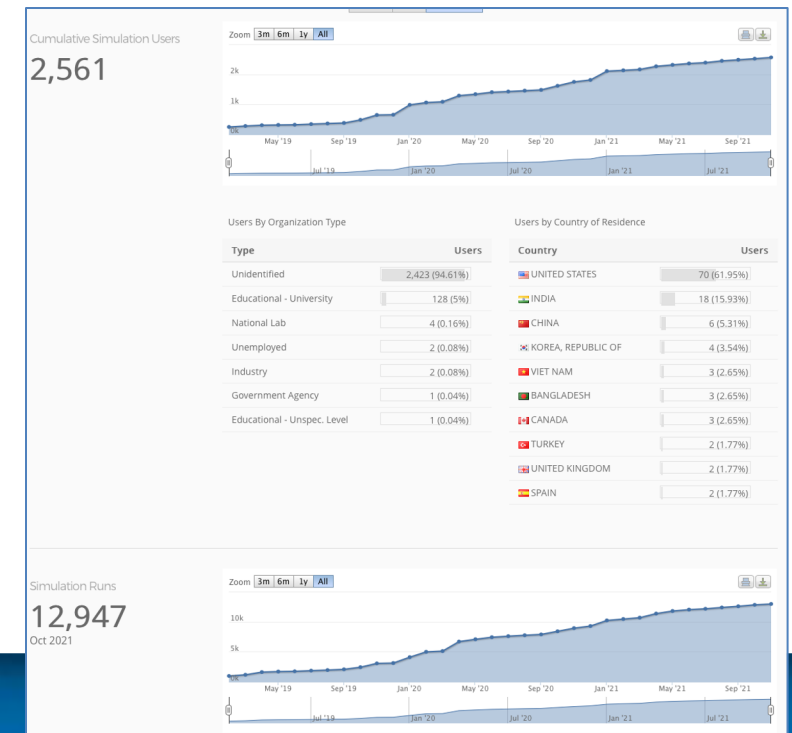 Cumulative Simulation Users
2,561
Zoom 3m 6m 1y All
2k
1k
0k
May '19 Sep '19 Jan '20 May '20 Sep '20 Jan '21 May '21 Sep '21
Jul '19 Jan '20 Jul '20 Jan '21 Jul '21
Users By Organization Type
Type Users
Unidentified 2,423 (94.61%)
Educational - University 128 (5%)
National Lab 4 (0.16%)
Unemployed 2 (0.08%)
Industry 2 (0.08%)
Government Agency 1 (0.04%)
Educational - Unspec. Level 1 (0.04%)
Users by Country of Residence
Country Users
UNITED STATES 70 (61.95%)
INDIA 18 (15.93%)
CHINA 6 (5.31%)
KOREA, REPUBLIC OF 4 (3.54%)
VIET NAM 3 (2.65%)
BANGLADESH 3 (2.65%)
CANADA 3 (2.65%)
TURKEY 2 (1.77%)
UNITED KINGDOM 2 (1.77%)
SPAIN 2 (1.77%)
Simulation Runs
12,947
Oct 2021
Zoom 3m 6m 1y All
10k
5k
0k
May '19 Sep '19 Jan '20 May '20 Sep '20 Jan '21 May '21 Sep '21
Jul '19 Jan '20 Jul '20 Jan '21 Jul '21